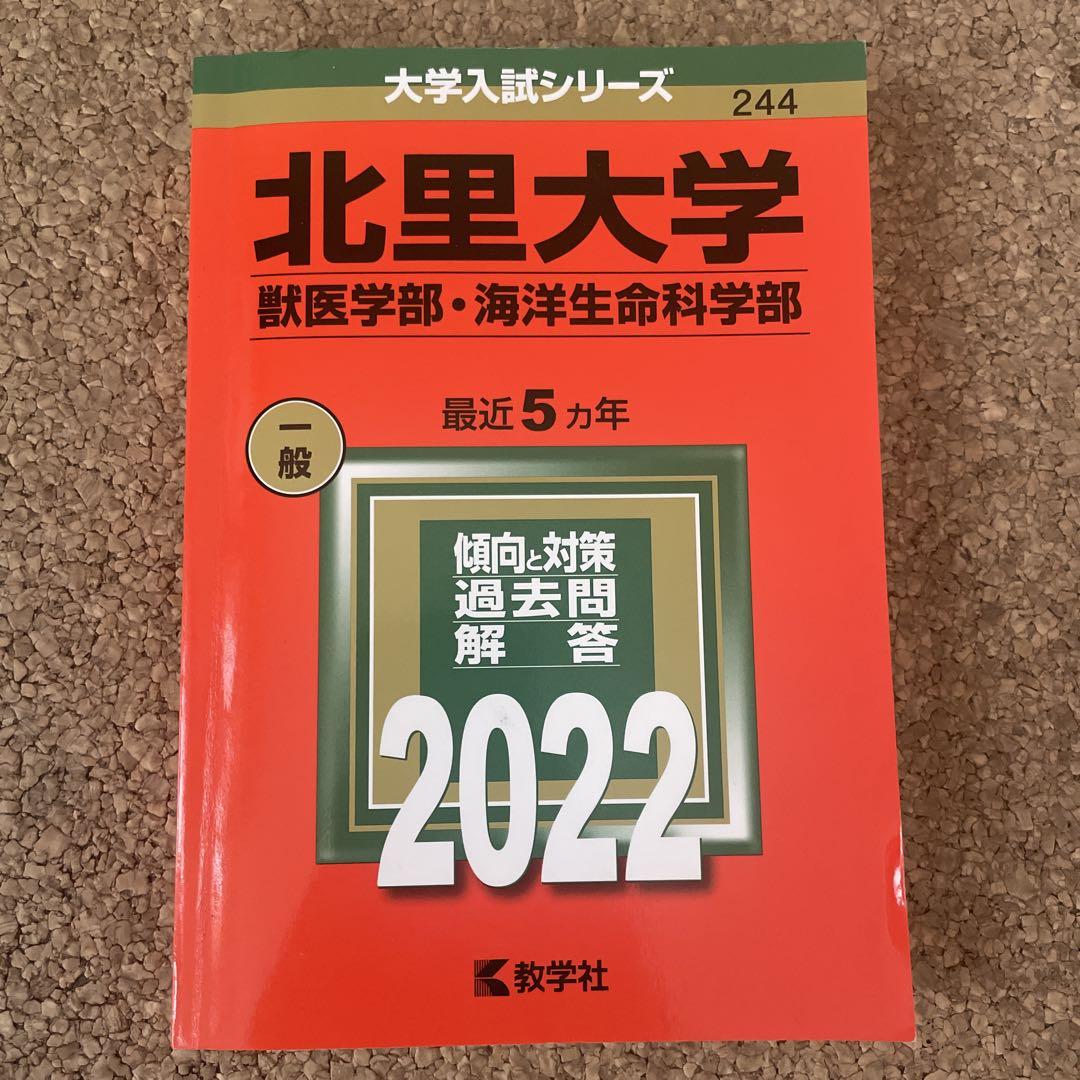 大学入試シリーズ
244
北里大学
獣医学部・海洋生命科学部
最近5ヵ年
一般
傾向と対策
過去問
解答
2022
教学社